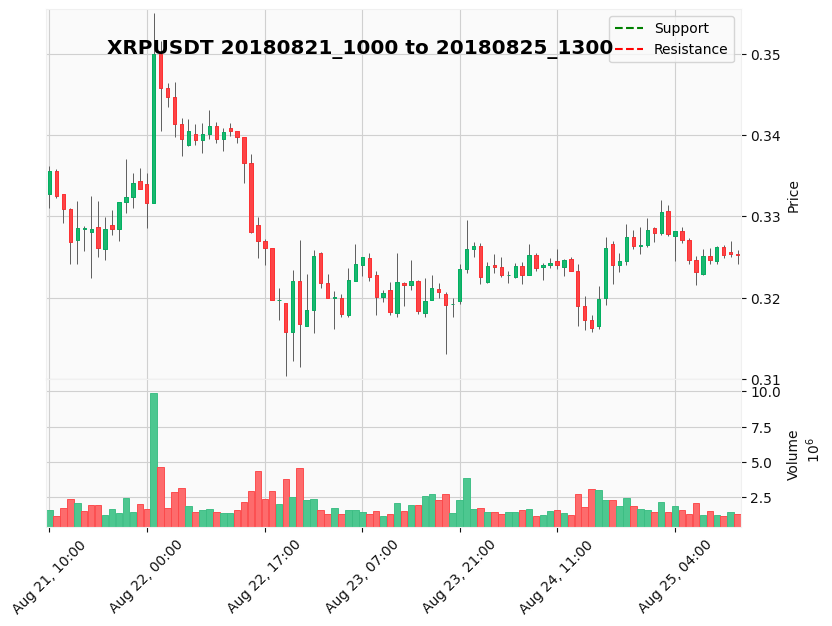 XRPUSDT 20180821_1000 to 20180825_1300
Support
Resistance
0.35
0.34
0.33
0.32
0.31
Price
10.0
7.5
5.0
2.5
Volume
10^6
Aug 21, 10:00
Aug 22, 00:00
Aug 22, 17:00
Aug 23, 07:00
Aug 23, 21:00
Aug 24, 11:00
Aug 25, 04:00